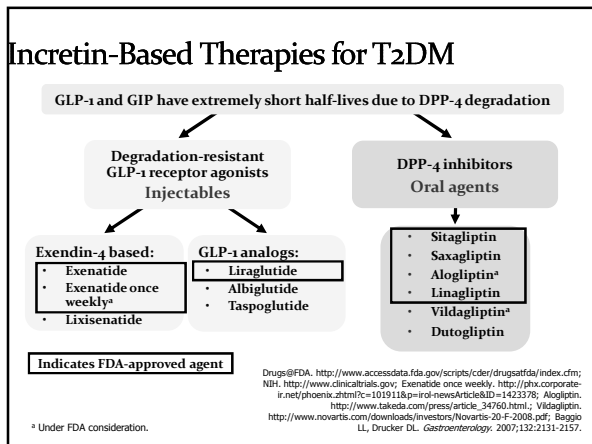 Incretin-Based Therapies for T2DM
GLP-1 and GIP have extremely short half-lives due to DPP-4 degradation
Degradation-resistant
GLP-1 receptor agonists
Injectables
DPP-4 inhibitors
Oral agents
Exendin-4 based:
• Exenatide
• Exenatide once
weeklyᵃ
• Lixisenatide
GLP-1 analogs:
• Liraglutide
• Albiglutide
• Taspoglutide
• Sitagliptin
• Saxagliptin
• Alogliptinᵃ
• Linagliptin
• Vildagliptinᵃ
• Dutogliptin
Indicates FDA-approved agent
Drugs@FDA. http://www.accessdata.fda.gov/scripts/cder/drugsatfda/index.cfm;
NIH. http://www.clinicaltrials.gov; Exenatide once weekly. http://phx.corporate-
ir.net/phoenix.zhtml?c=101911&p=irol-newsArticle&ID=1423378; Alogliptin.
http://www.takeda.com/press/article_34760.html.; Vildagliptin.
http://www.novartis.com/downloads/investors/Novartis-20-F-2008.pdf; Baggio
LL, Drucker DL. Gastroenterology. 2007;132:2131-2157.
ᵃ Under FDA consideration.